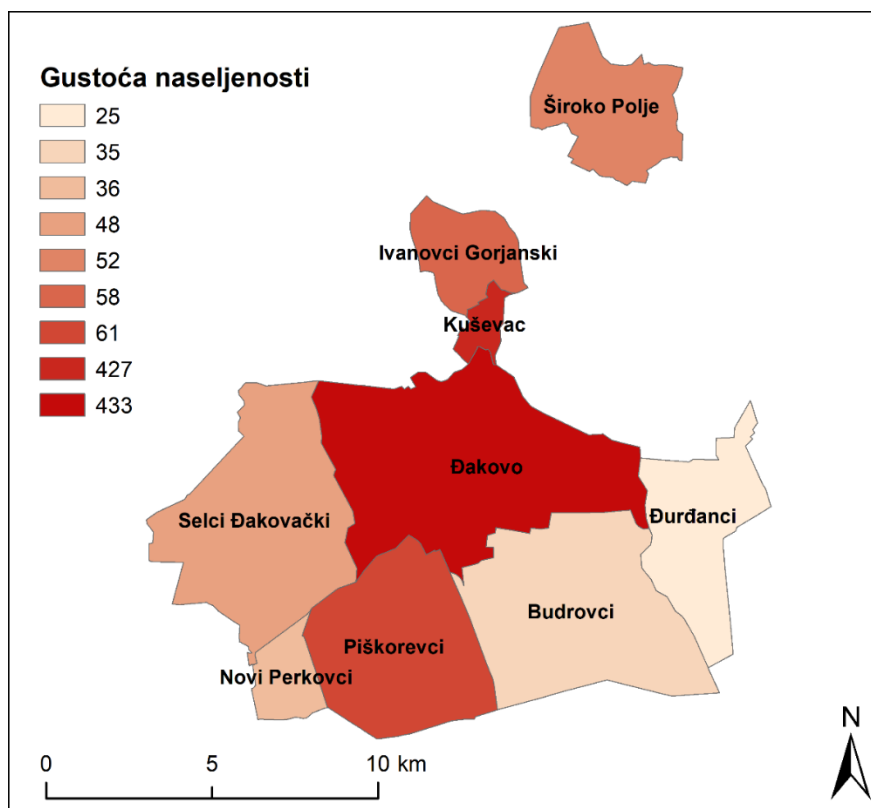 Gustoća naseljenosti
25
35
36
48
52
58
61
427
433
Široko Polje
Ivanovci Gorjanski
Kuševac
Đakovo
Selci Đakovački
Đurđanci
Budrovci
Piškorevci
Novi Perkovci
0 5 10 km
N